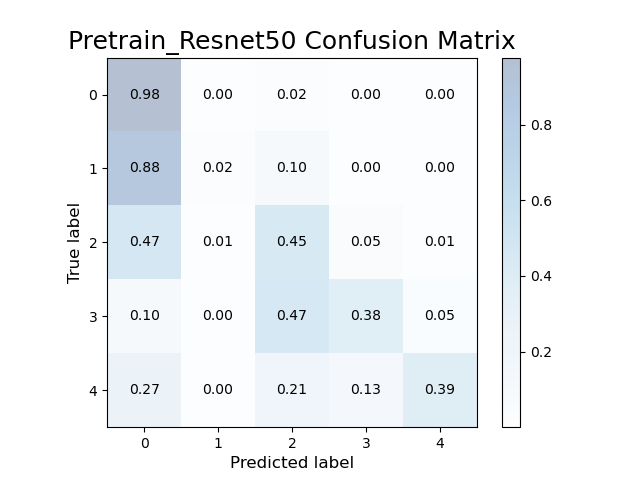 Pretrain_Resnet50 Confusion Matrix
0 0.98 0.00 0.02 0.00 0.00
1 0.88 0.02 0.10 0.00 0.00
2 0.47 0.01 0.45 0.05 0.01
3 0.10 0.00 0.47 0.38 0.05
4 0.27 0.00 0.21 0.13 0.39
0 1 2 3 4
True label
Predicted label
0.8
0.6
0.4
0.2